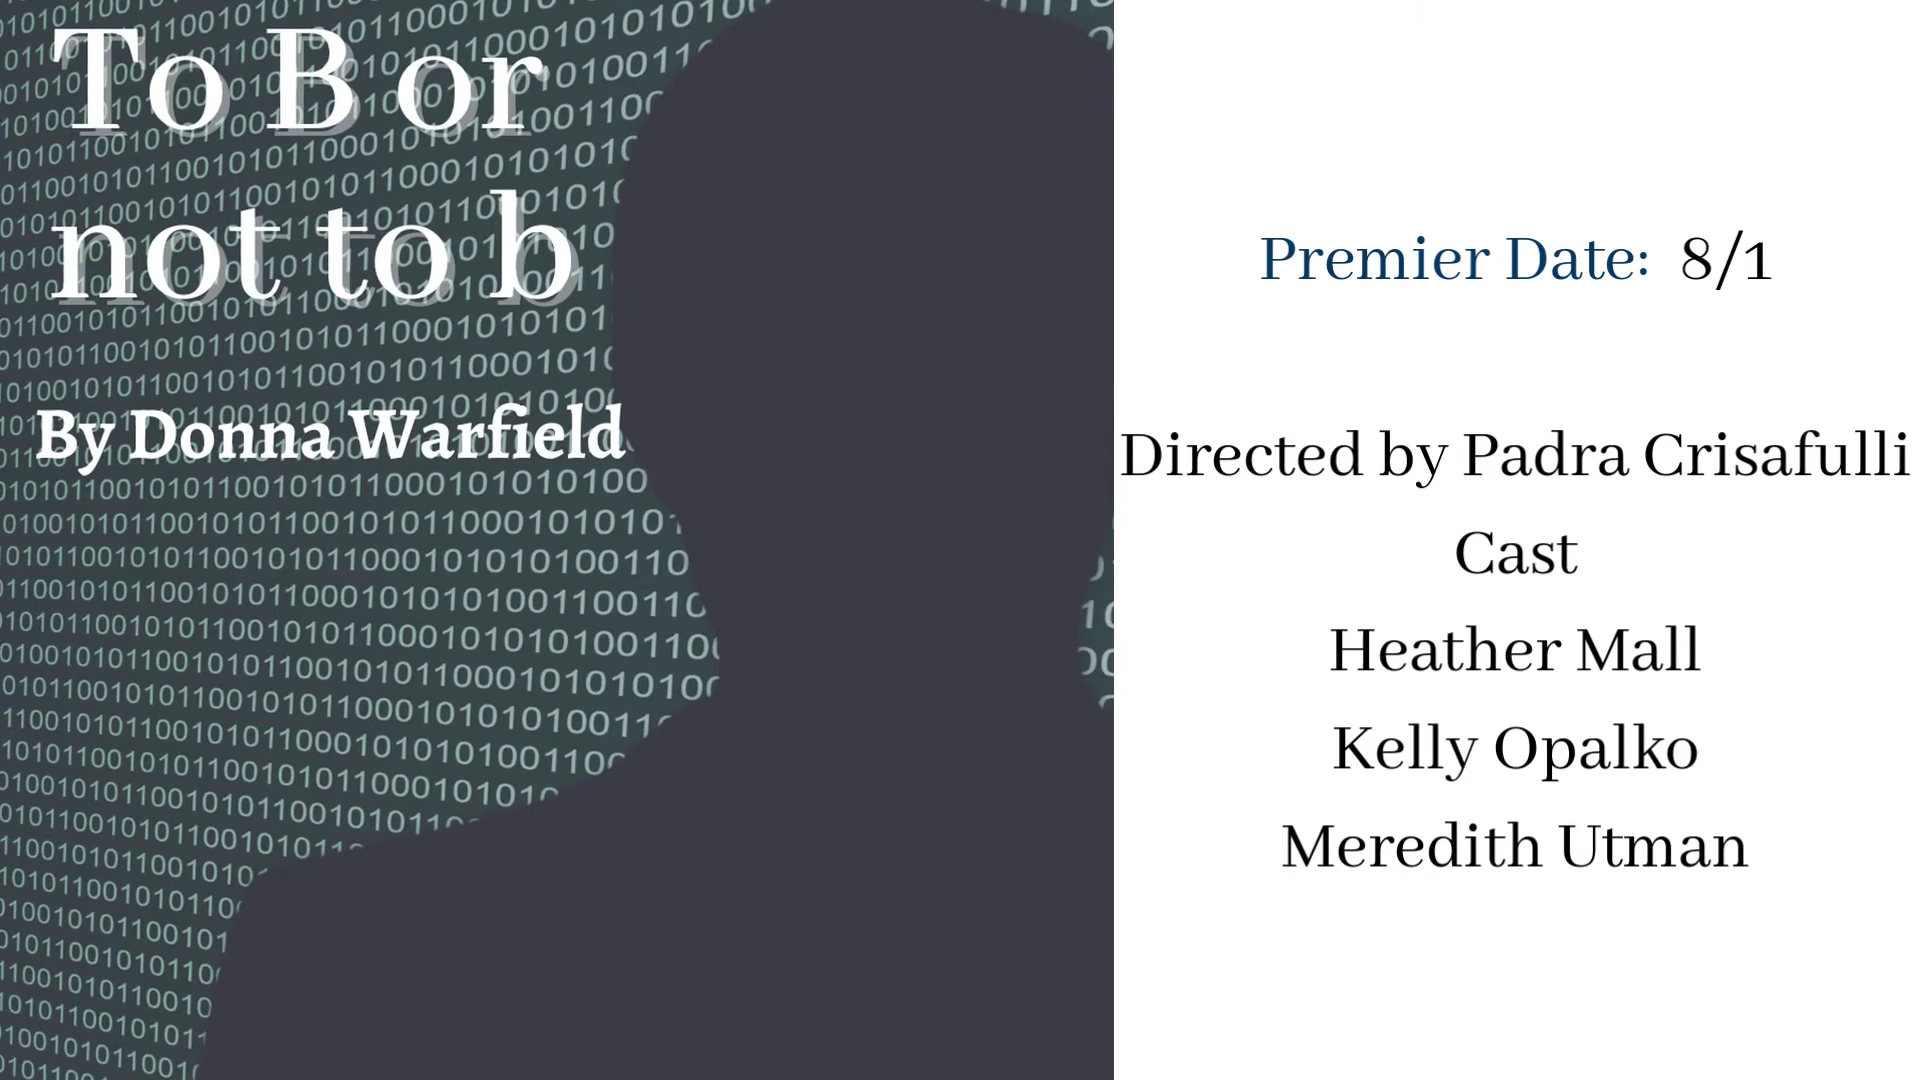 To B or
not to b
By Donna Warfield
Premier Date: 8/1
Directed by Padra Crisafulli
Cast
Heather Mall
Kelly Opalko
Meredith Utman